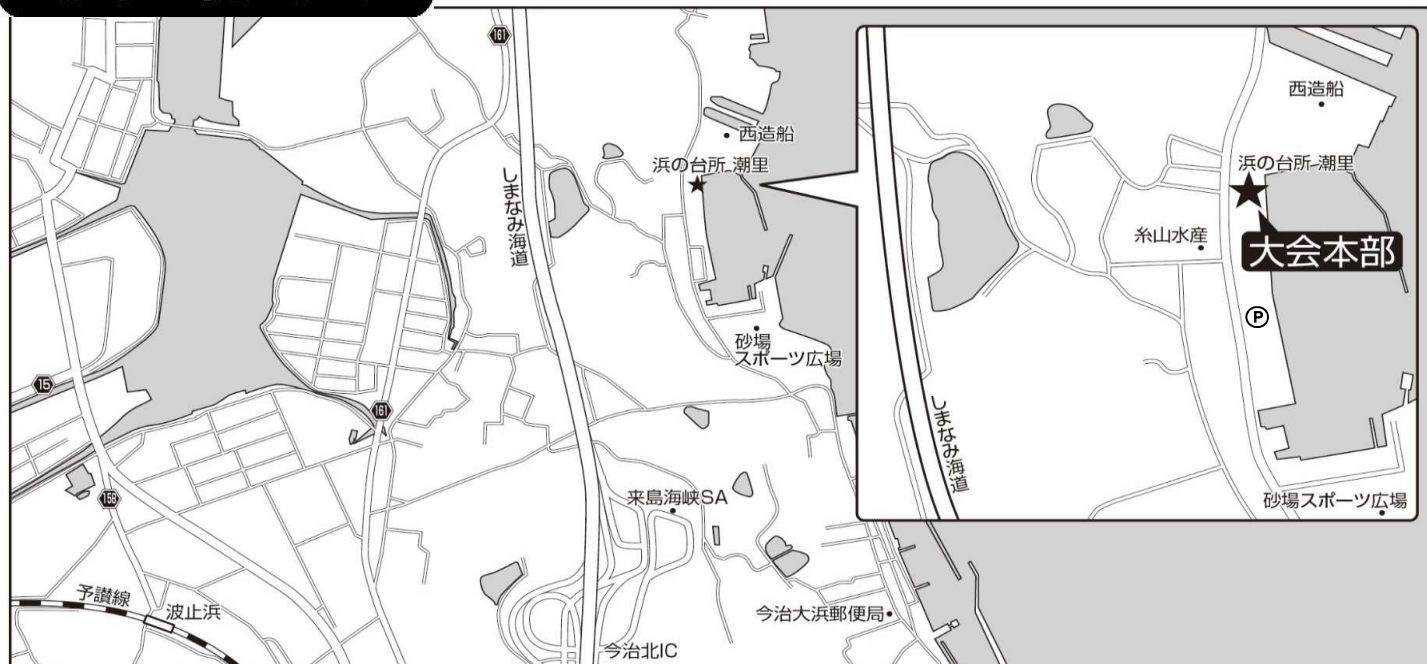 161
西造船
浜の台所 潮里
しまなみ海道
砂場
スポーツ広場
15
161
158
来島海峡SA
予讃線
波止浜
今治大浜郵便局
今治北IC
西造船
浜の台所 潮里
糸山水産
大会本部
P
しまなみ海道
砂場スポーツ広場